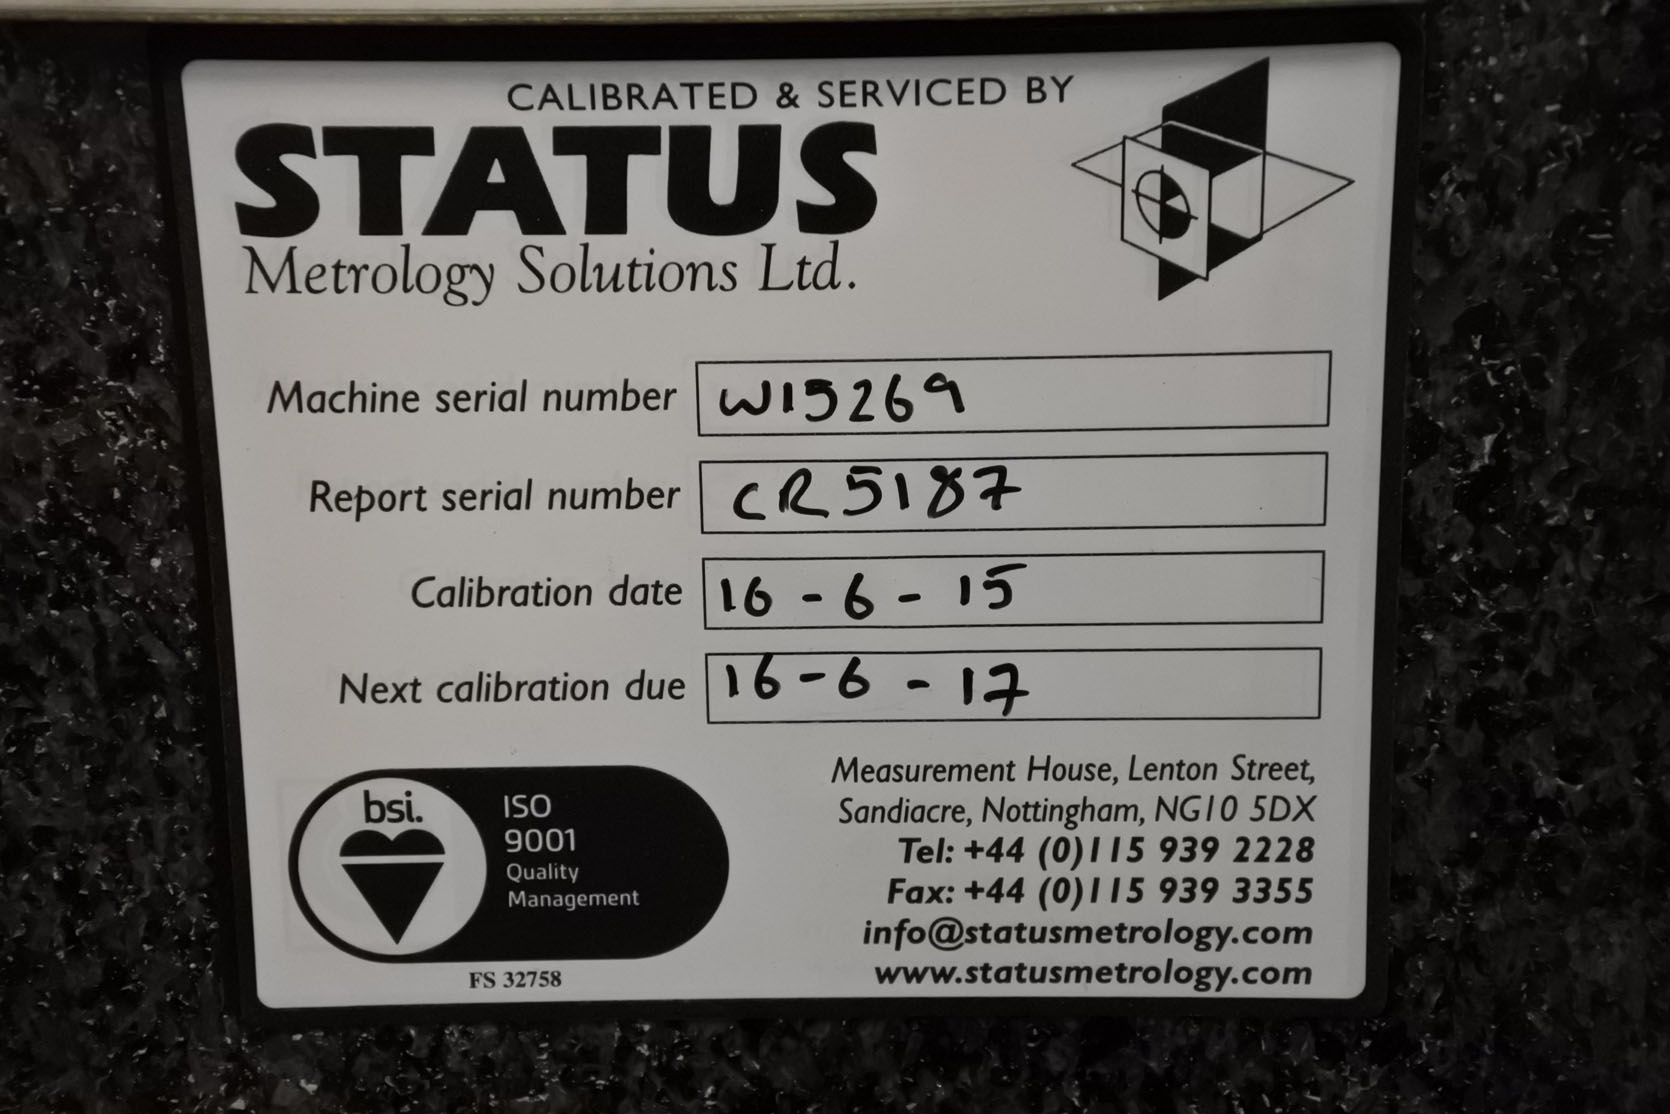 CALIBRATED & SERVICED BY
STATUS
Metrology Solutions Ltd.
Machine serial number W15269
Report serial number CR5187
Calibration date 16-6-15
Next calibration due 16-6-17
bsi.
ISO
9001
Quality
Management
FS 32758
Measurement House, Lenton Street,
Sandiacre, Nottingham, NG10 5DX
Tel: +44 (0)115 939 2228
Fax: +44 (0)115 939 3355
info@statusmetrology.com
www.statusmetrology.com